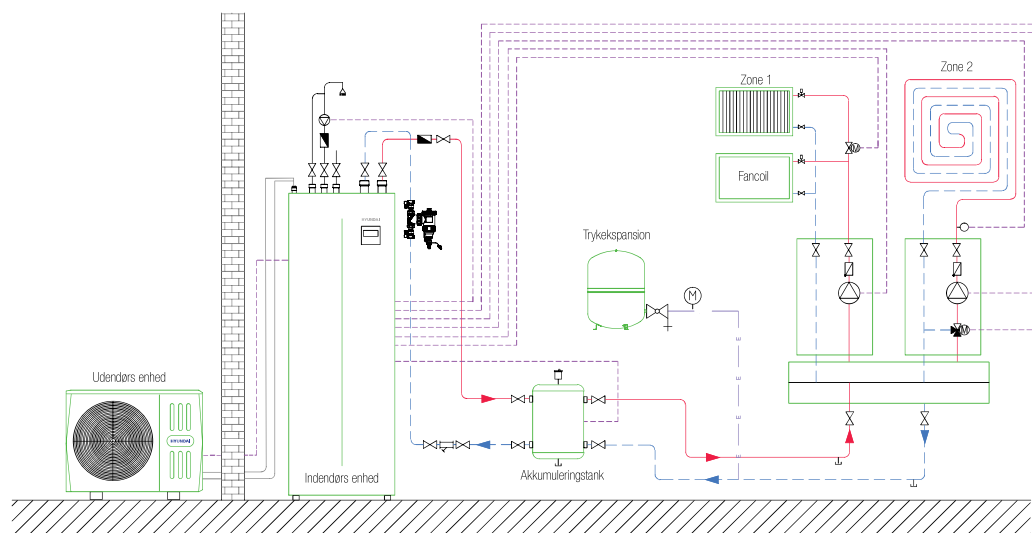 Zone 1
Zone 2
Fancoil
HYUNDAI
Trykekspansion
M
M
M
E
E
E
E
Udendørs enhed
HYUNDAI
Indendørs enhed
Akkumuleringstank